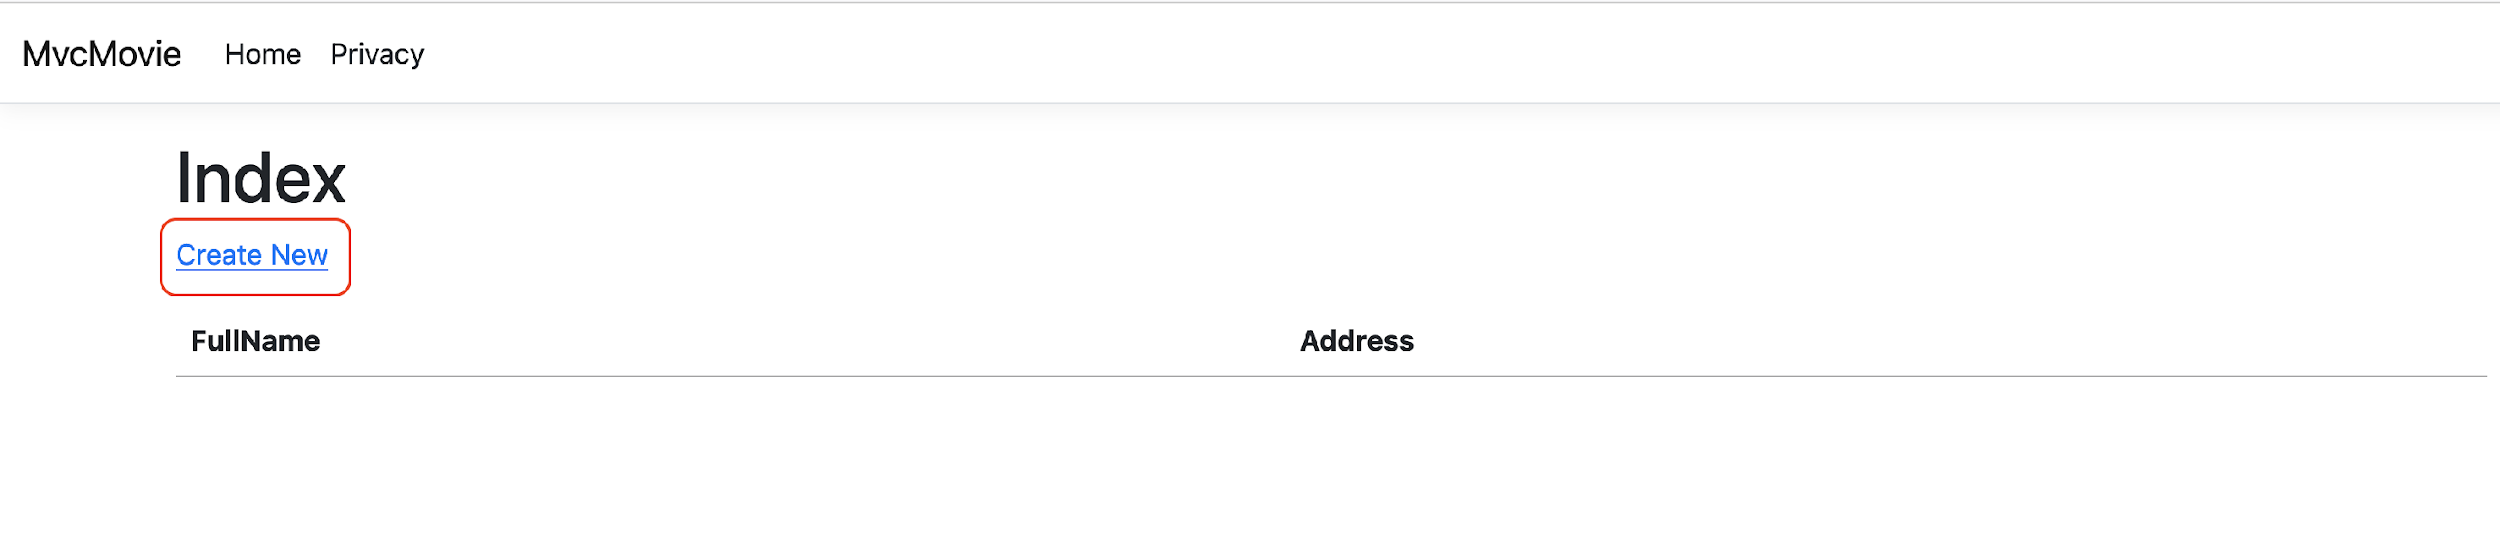 MvcMovie Home Privacy
Index
Create New
FullName Address